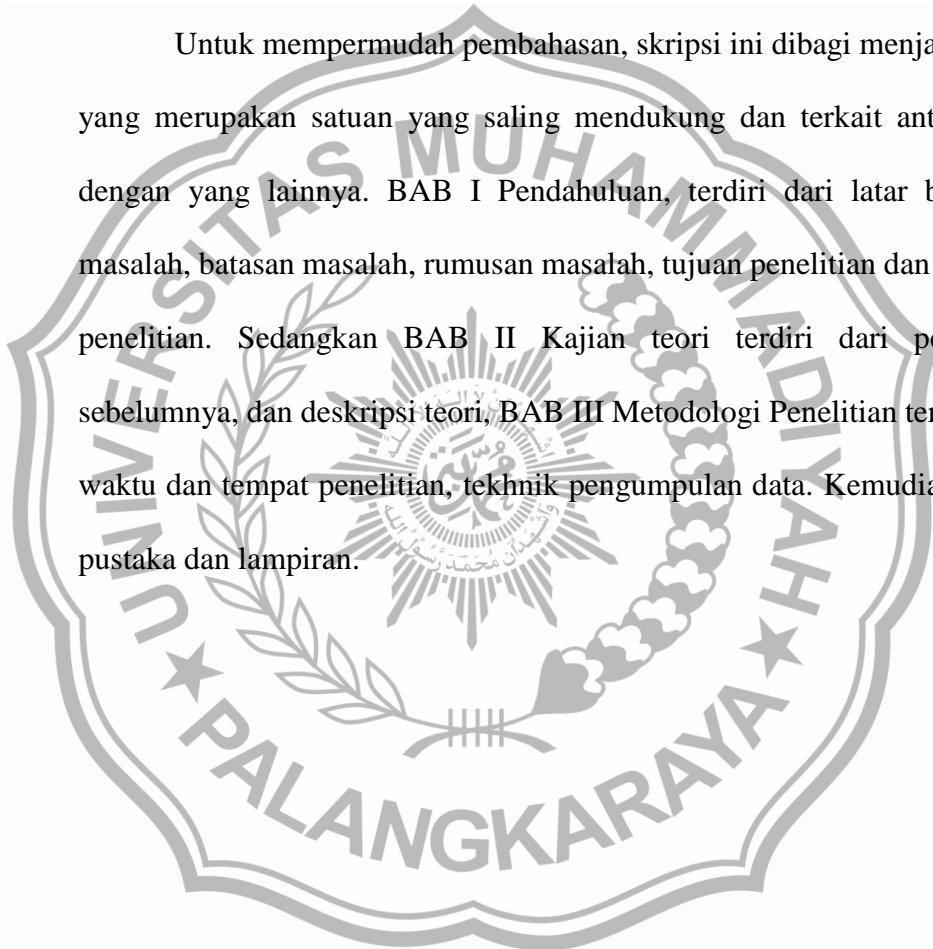 Untuk mempermudah pembahasan, skripsi ini dibagi menja
yang merupakan satuan yang saling mendukung dan terkait ant
dengan yang lainnya. BAB I Pendahuluan, terdiri dari latar b
masalah, batasan masalah, rumusan masalah, tujuan penelitian dan
penelitian. Sedangkan BAB II Kajian teori terdiri dari pe
sebelumnya, dan deskripsi teori, BAB III Metodologi Penelitian ter
waktu dan tempat penelitian, tekhnik pengumpulan data. Kemudia
pustaka dan lampiran.
UNIVERSITAS MUHAMMADIYAH
PALANGKARAYA